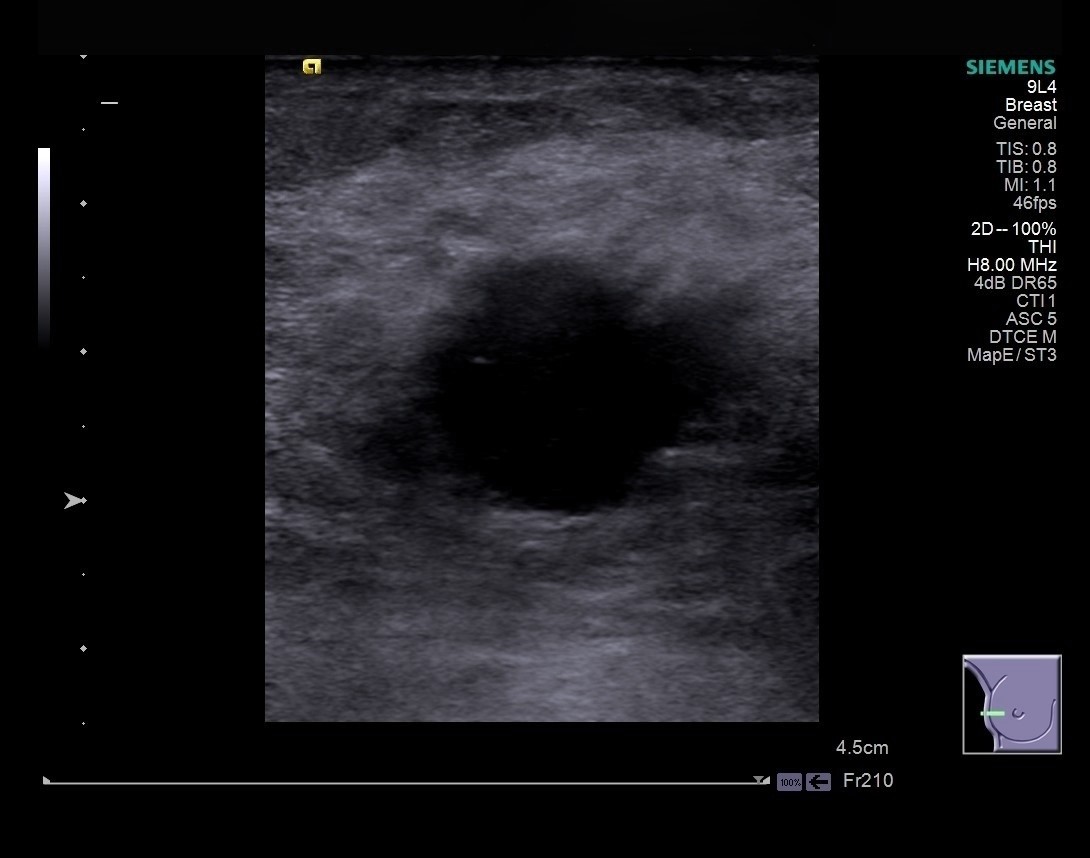 SIEMENS
9L4
Breast
General
TIS: 0.8
TIB: 0.8
MI: 1.1
46fps
2D -- 100%
THI
H8.00 MHz
4dB DR65
CTI 1
ASC 5
DTCE M
MapE / ST3
4.5cm
100%
Fr210